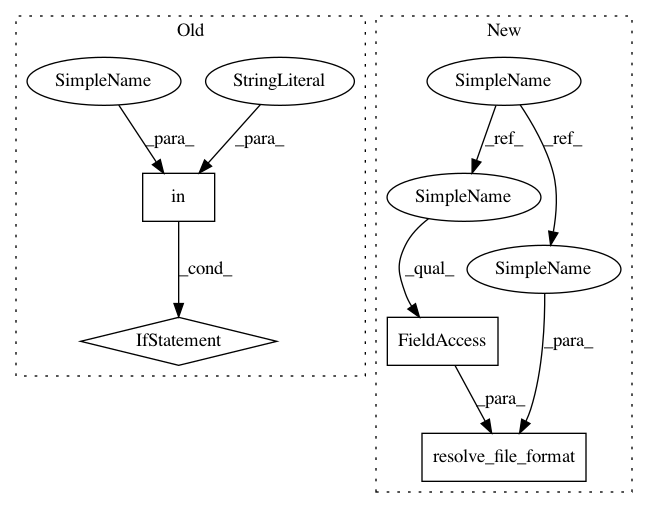 Old
New
SimpleName
StringLiteral
SimpleName
_para_
_para_
_ref_
_ref_
in
SimpleName
_cond_
_qual_
SimpleName
IfStatement
FieldAccess
_para_
_para_
resolve_file_format